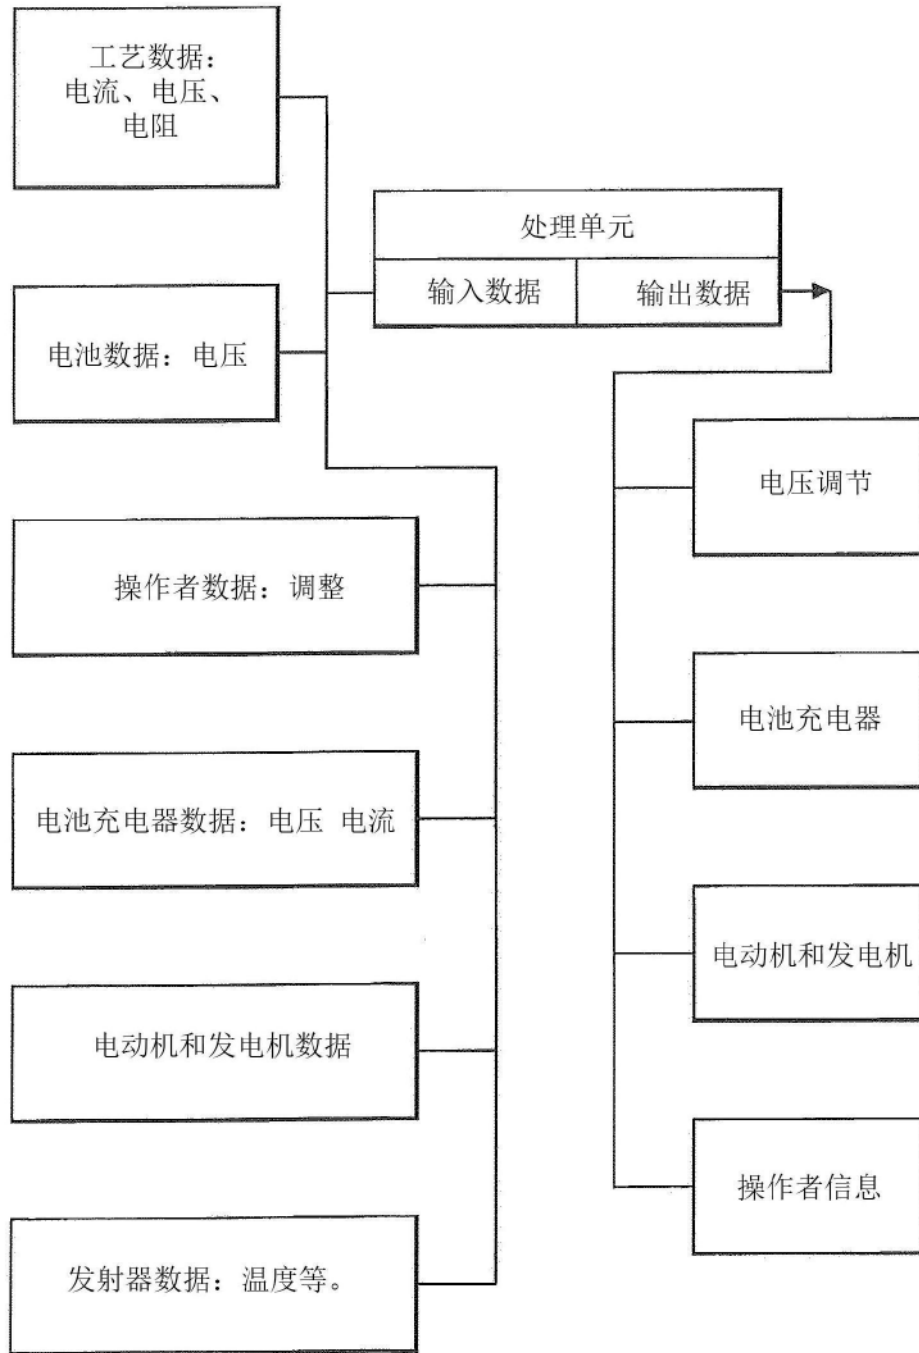 工艺数据：
电流、电压、
电阻
处理单元
输入数据
输出数据
电池数据：电压
电压调节
操作者数据：调整
电池充电器
电池充电器数据：电压 电流
电动机和发电机
电动机和发电机数据
操作者信息
发射器数据：温度等。